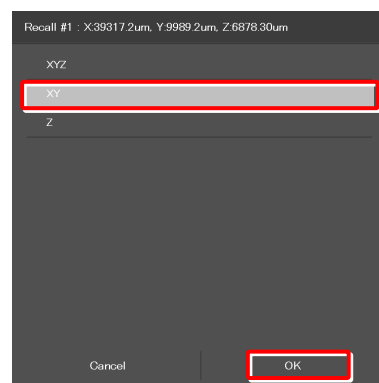 Recall #1 : X:39317.2um, Y:9989.2um, Z:6878.30um
XYZ
XY
Z
Cancel OK